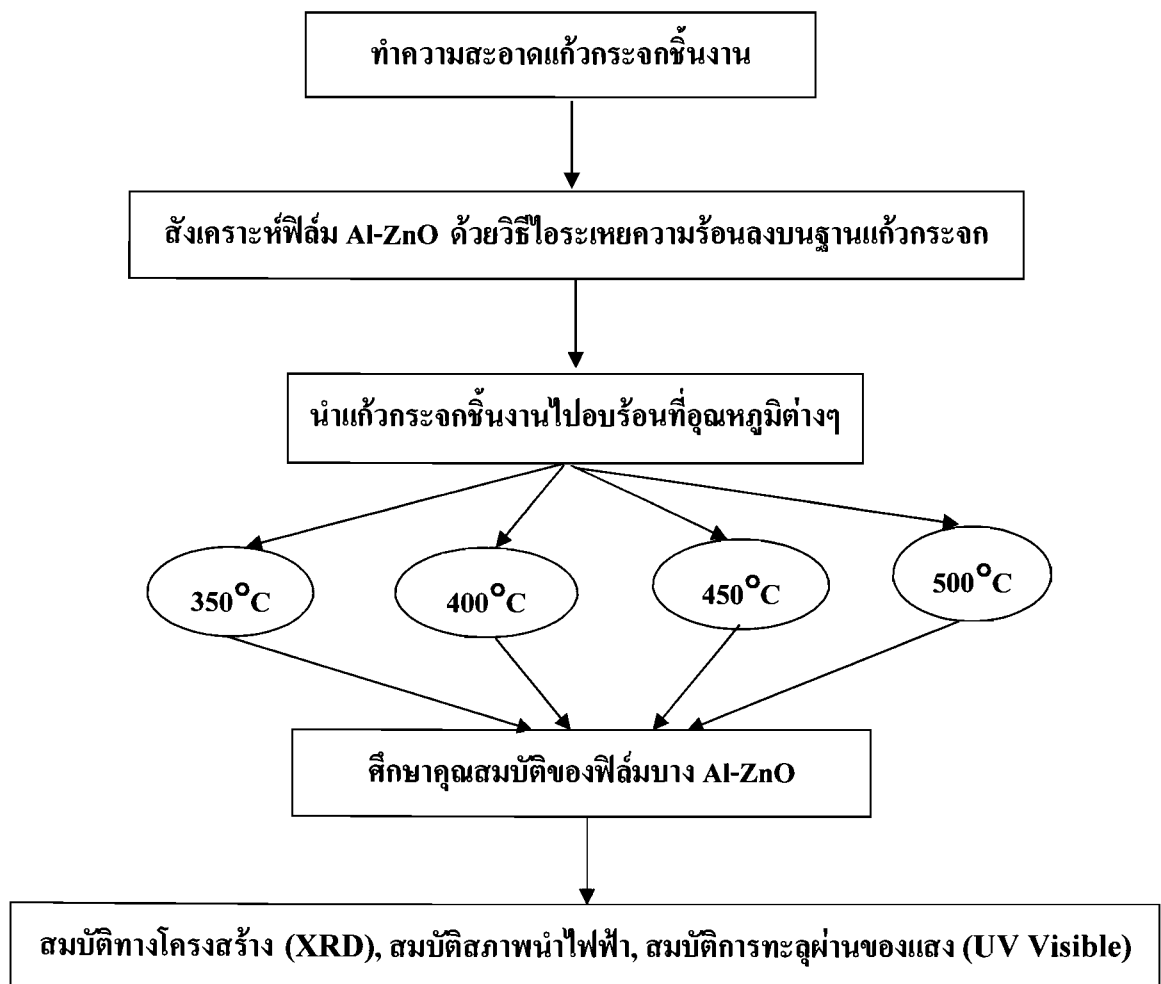 ทำความสะอาดแก้วกระจกชิ้นงาน
สังเคราะห์ฟิล์ม Al-ZnO ด้วยวิธีไอระเหยความร้อนลงบนฐานแก้วกระจก
นำแก้วกระจกชิ้นงานไปอบร้อนที่อุณหภูมิต่างๆ
350°C
400°C
450°C
500°C
ศึกษาคุณสมบัติของฟิล์มบาง Al-ZnO
สมบัติทางโครงสร้าง (XRD), สมบัติสภาพนำไฟฟ้า, สมบัติการทะลุผ่านของแสง (UV Visible)